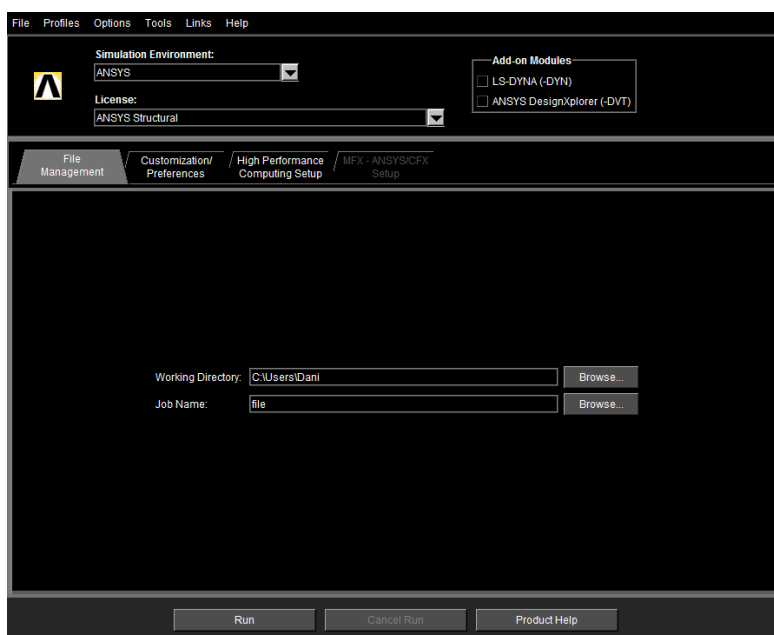 File Profiles Options Tools Links Help
Simulation Environment:
ANSYS
License:
ANSYS Structural
Add-on Modules
LS-DYNA (-DYN)
ANSYS DesignXplorer (-DVT)
File Management
Customization/ Preferences
High Performance Computing Setup
MFX - ANSYS/CFX Setup
Working Directory: C:\Users\Dani Browse...
Job Name: file Browse...
Run Cancel Run Product Help